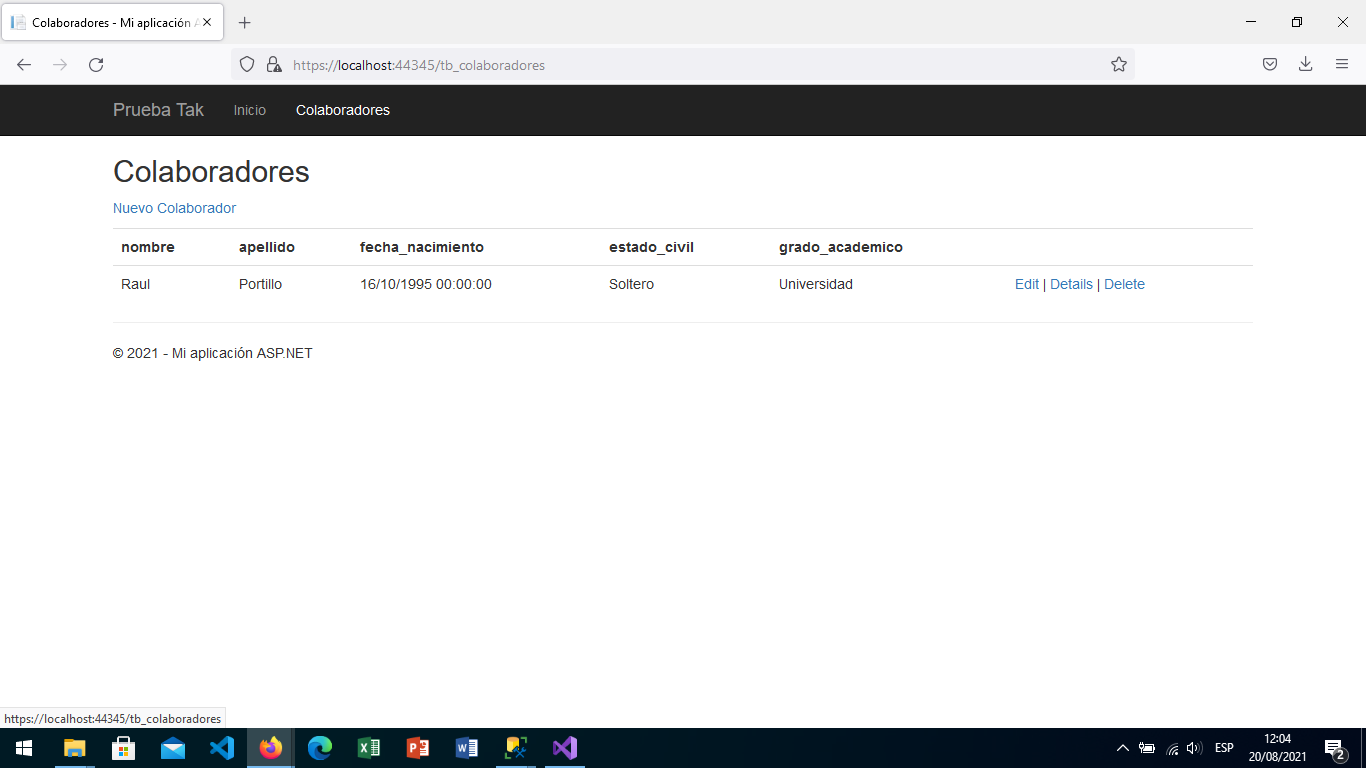 Colaboradores - Mi aplicación A
https://localhost:44345/tb_colaboradores
Prueba Tak Inicio Colaboradores
Colaboradores
Nuevo Colaborador
nombre apellido fecha_nacimiento estado_civil grado_academico
Raul Portillo 16/10/1995 00:00:00 Soltero Universidad Edit | Details | Delete
© 2021 - Mi aplicación ASP.NET
https://localhost:44345/tb_colaboradores
ESP
12:04
20/08/2021
2